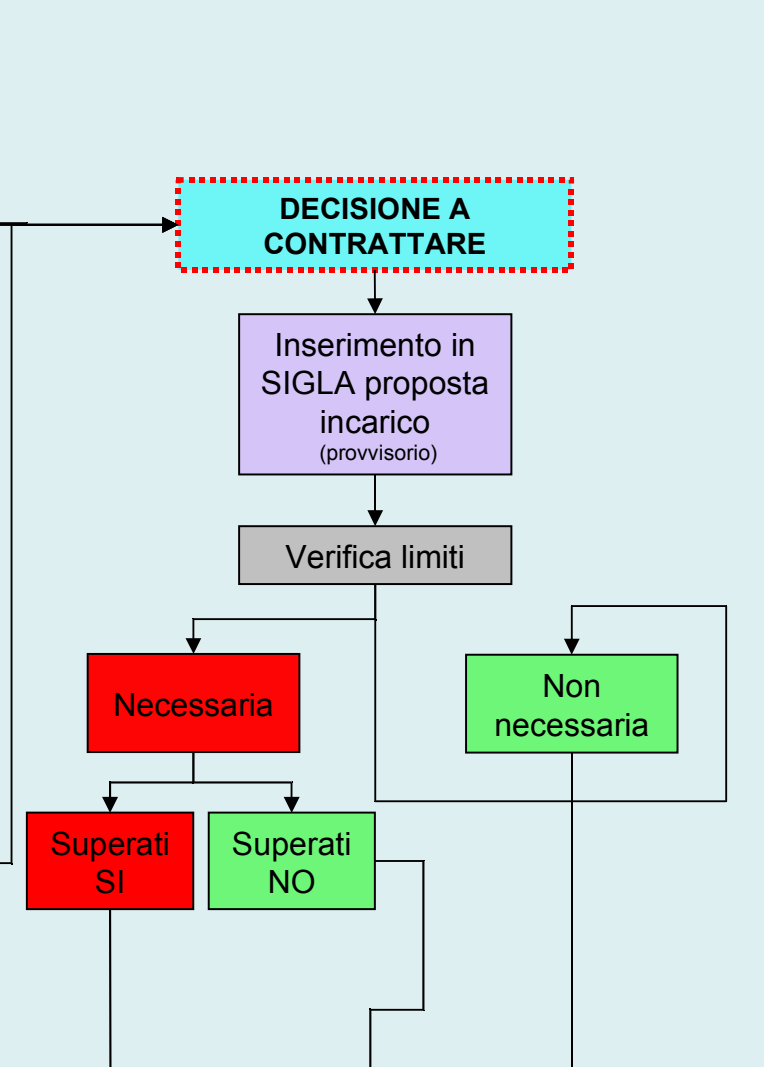 DECISIONE A
CONTRATTARE
Inserimento in
SIGLA proposta
incarico
(provvisorio)
Verifica limiti
Necessaria
Non
necessaria
Superati
SI
Superati
NO